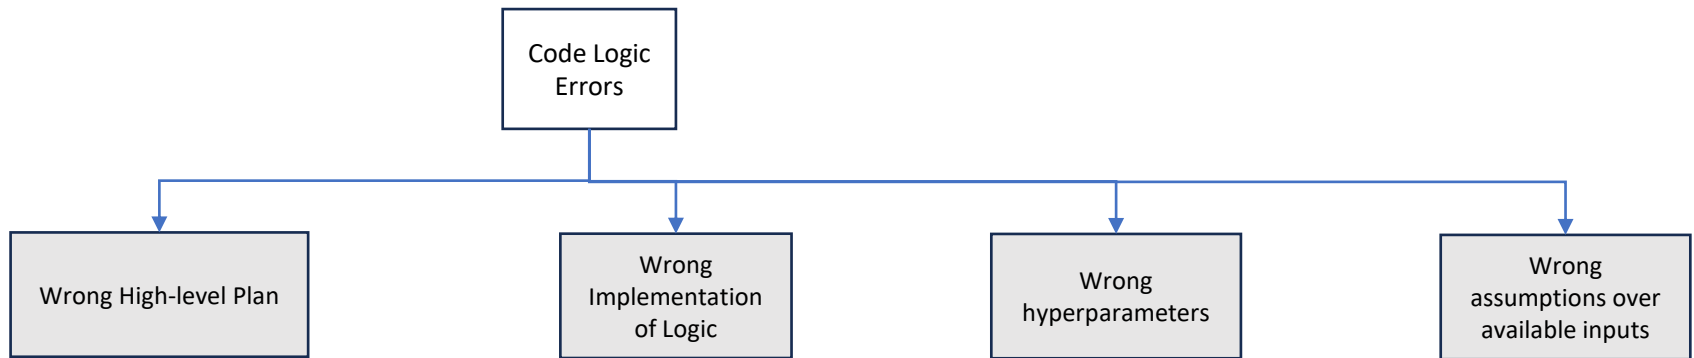 Code Logic
Errors
Wrong High-level Plan
Wrong
Implementation
of Logic
Wrong
hyperparameters
Wrong
assumptions over
available inputs